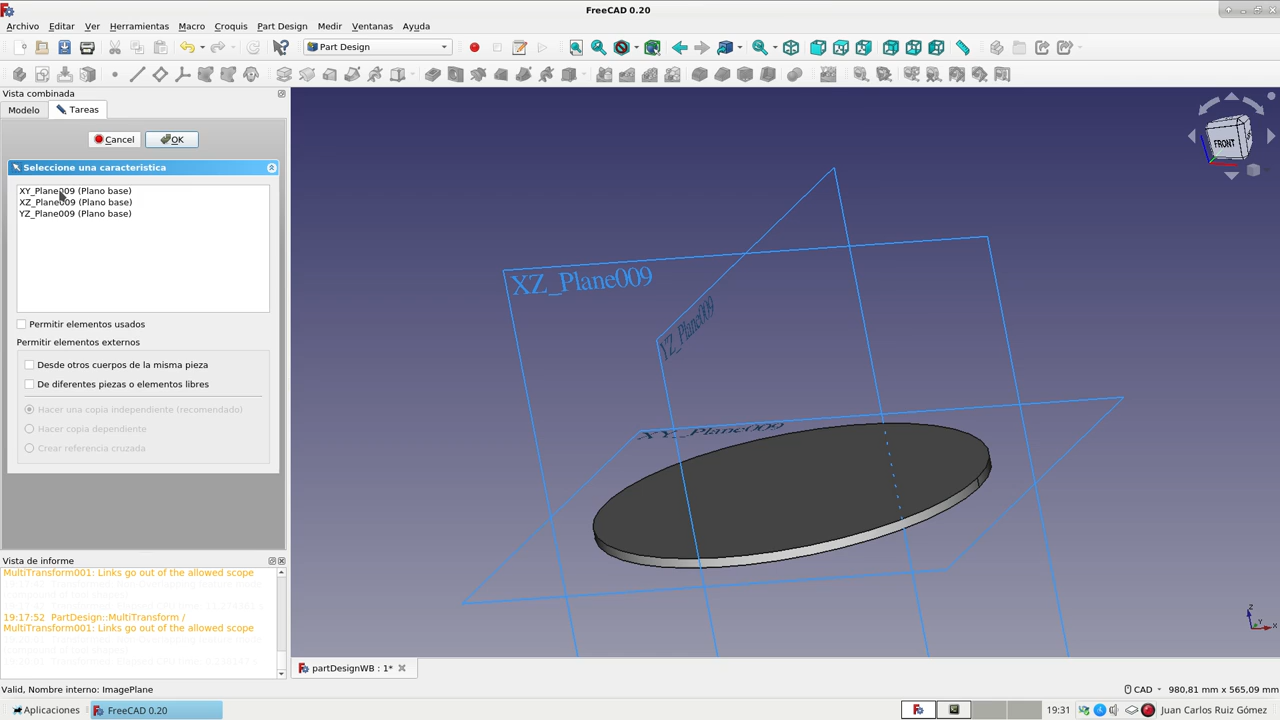 FreeCAD 0.20
Archivo Editar Ver Herramientas Macro Croquis Part Design Medir Ventanas Ayuda
Part Design
Vista combinada
Modelo Tareas
Cancel OK
Seleccione una caracteristica
XY_Plane009 (Plano base)
XZ_Plane009 (Plano base)
YZ_Plane009 (Plano base)
Permitir elementos usados
Permitir elementos externos
Desde otros cuerpos de la misma pieza
De diferentes piezas o elementos libres
Hacer una copia independiente (recomendado)
Hacer copia dependiente
Crear referencia cruzada
XZ_Plane009
YZ_Plane009
XY_Plane009
FRONT
Z
Y
X
Vista de informe
MultiTransform001: Links go out of the allowed scope
19:17:52 PartDesign::MultiTransform /
MultiTransform001: Links go out of the allowed scope
partDesignWB : 1*
Valid, Nombre interno: ImagePlane
CAD 980,81 mm x 565,09 mm
Aplicaciones FreeCAD 0.20 19:31 Juan Carlos Ruiz Gómez